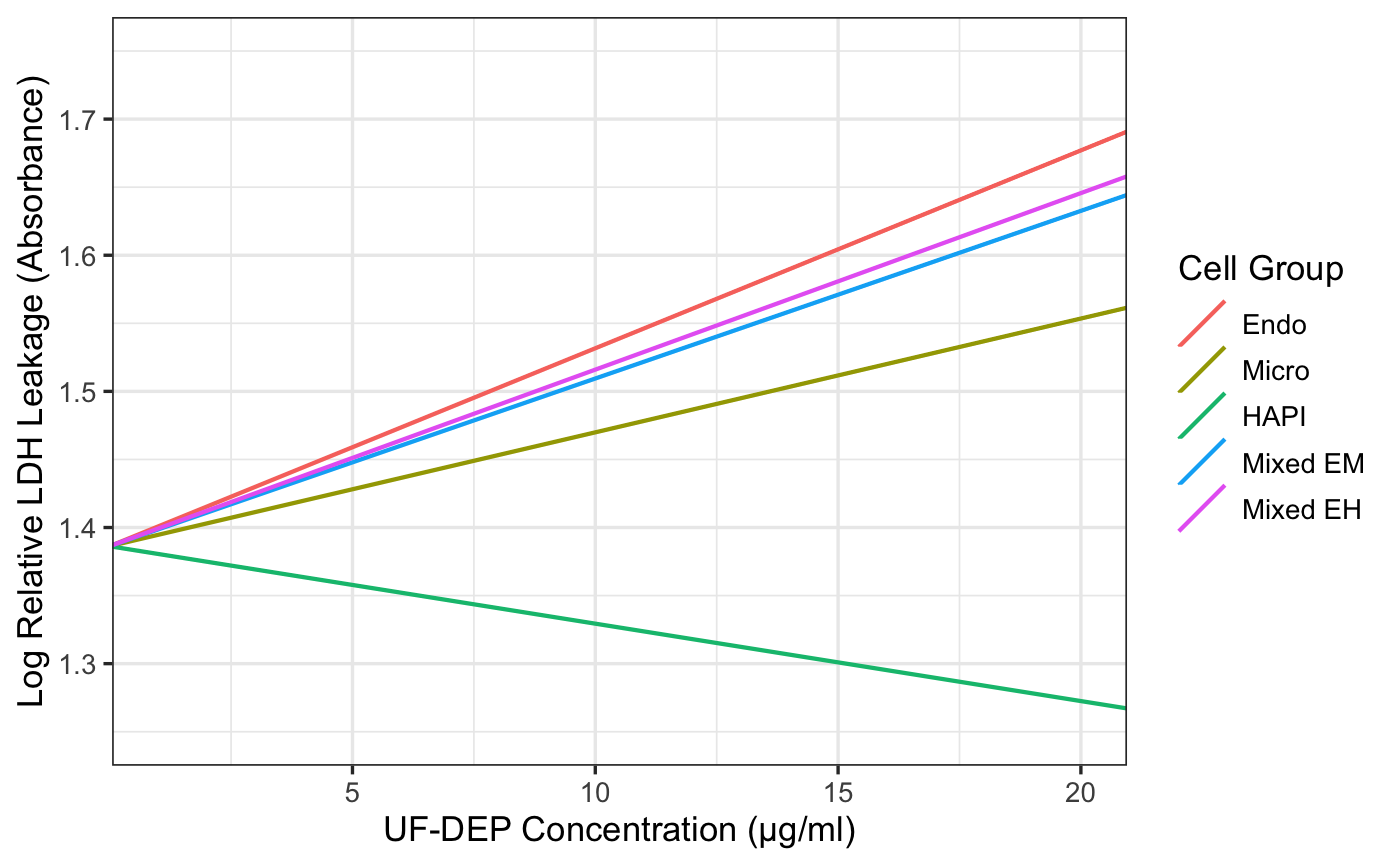 Log Relative LDH Leakage (Absorbance)
1.7
1.6
1.5
1.4
1.3
5 10 15 20
UF-DEP Concentration (μg/ml)
Cell Group
Endo
Micro
HAPI
Mixed EM
Mixed EH